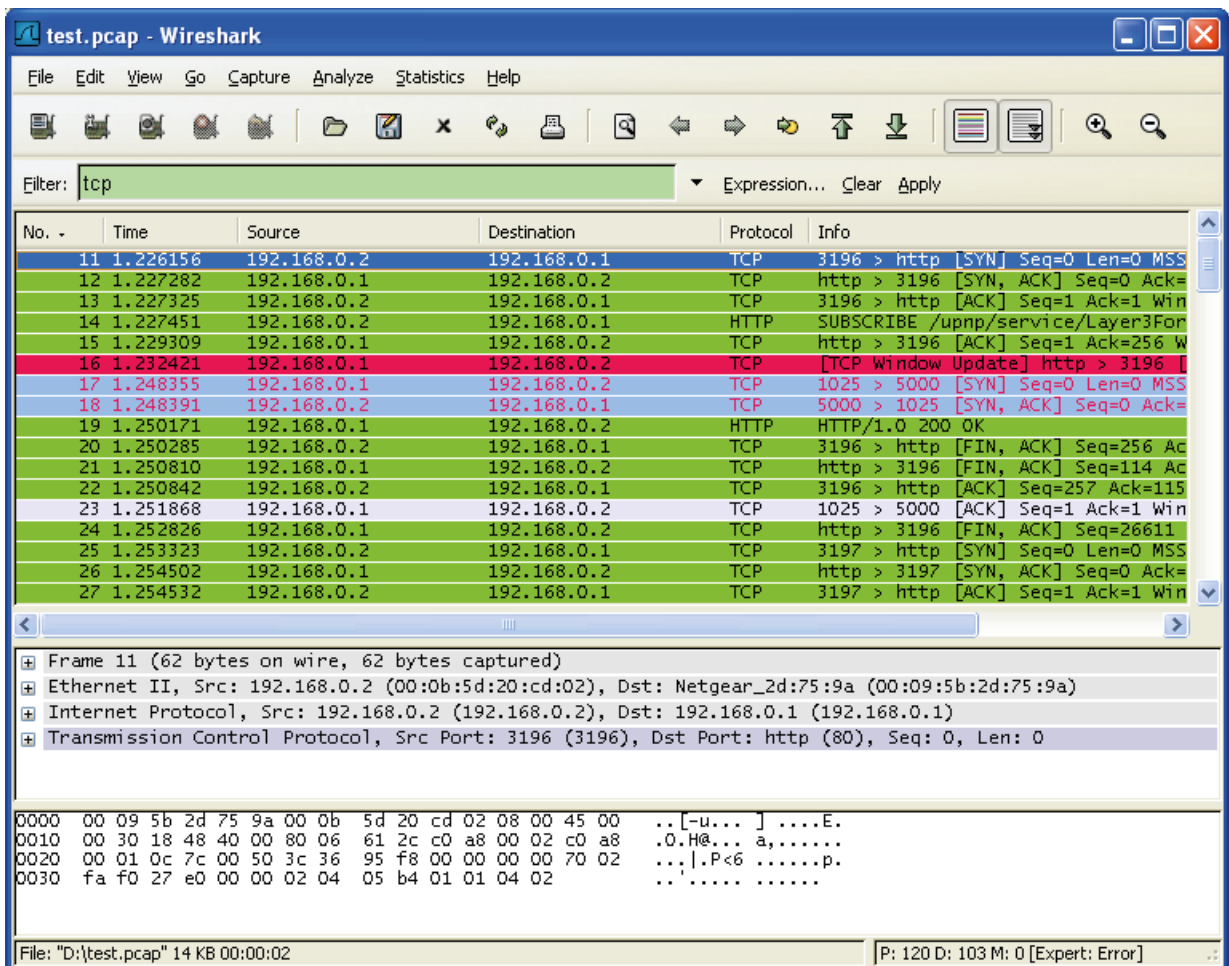 test.pcap - Wireshark
File Edit View Go Capture Analyze Statistics Help
Filter: tcp Expression... Clear Apply
No. Time Source Destination Protocol Info
11 1.226156 192.168.0.2 192.168.0.1 TCP 3196 > http [SYN] Seq=0 Len=0 MSS
12 1.227282 192.168.0.1 192.168.0.2 TCP http > 3196 [SYN, ACK] Seq=0 Ack=
13 1.227325 192.168.0.2 192.168.0.1 TCP 3196 > http [ACK] Seq=1 Ack=1 Win
14 1.227451 192.168.0.2 192.168.0.1 HTTP SUBSCRIBE /upnp/service/Layer3For
15 1.229309 192.168.0.1 192.168.0.2 TCP http > 3196 [ACK] Seq=1 Ack=256 W
16 1.232421 192.168.0.1 192.168.0.2 TCP [TCP Window Update] http > 3196 [
17 1.248355 192.168.0.1 192.168.0.2 TCP 1025 > 5000 [SYN] Seq=0 Len=0 MSS
18 1.248391 192.168.0.2 192.168.0.1 TCP 5000 > 1025 [SYN, ACK] Seq=0 Ack=
19 1.250171 192.168.0.1 192.168.0.2 HTTP HTTP/1.0 200 OK
20 1.250285 192.168.0.2 192.168.0.1 TCP 3196 > http [FIN, ACK] Seq=256 Ac
21 1.250810 192.168.0.1 192.168.0.2 TCP http > 3196 [FIN, ACK] Seq=114 Ac
22 1.250842 192.168.0.2 192.168.0.1 TCP 3196 > http [ACK] Seq=257 Ack=115
23 1.251868 192.168.0.1 192.168.0.2 TCP 1025 > 5000 [ACK] Seq=1 Ack=1 Win
24 1.252826 192.168.0.1 192.168.0.2 TCP http > 3196 [FIN, ACK] Seq=26611
25 1.253323 192.168.0.2 192.168.0.1 TCP 3197 > http [SYN] Seq=0 Len=0 MSS
26 1.254502 192.168.0.1 192.168.0.2 TCP http > 3197 [SYN, ACK] Seq=0 Ack=
27 1.254532 192.168.0.2 192.168.0.1 TCP 3197 > http [ACK] Seq=1 Ack=1 Win
Frame 11 (62 bytes on wire, 62 bytes captured)
Ethernet II, Src: 192.168.0.2 (00:0b:5d:20:cd:02), Dst: Netgear_2d:75:9a (00:09:5b:2d:75:9a)
Internet Protocol, Src: 192.168.0.2 (192.168.0.2), Dst: 192.168.0.1 (192.168.0.1)
Transmission Control Protocol, Src Port: 3196 (3196), Dst Port: http (80), Seq: 0, Len: 0
0000 00 09 5b 2d 75 9a 00 0b 5d 20 cd 02 08 00 45 00 ..[-u... ] ....E.
0010 00 30 18 48 40 00 80 06 61 2c c0 a8 00 02 c0 a8 .0.H@... a,......
0020 00 01 0c 7c 00 50 3c 36 95 f8 00 00 00 00 70 02 ...|.P<6 ......p.
0030 fa f0 27 e0 00 00 02 04 05 b4 01 01 04 02 ..'..... ......
File: "D:\test.pcap" 14 KB 00:00:02 P: 120 D: 103 M: 0 [Expert: Error]